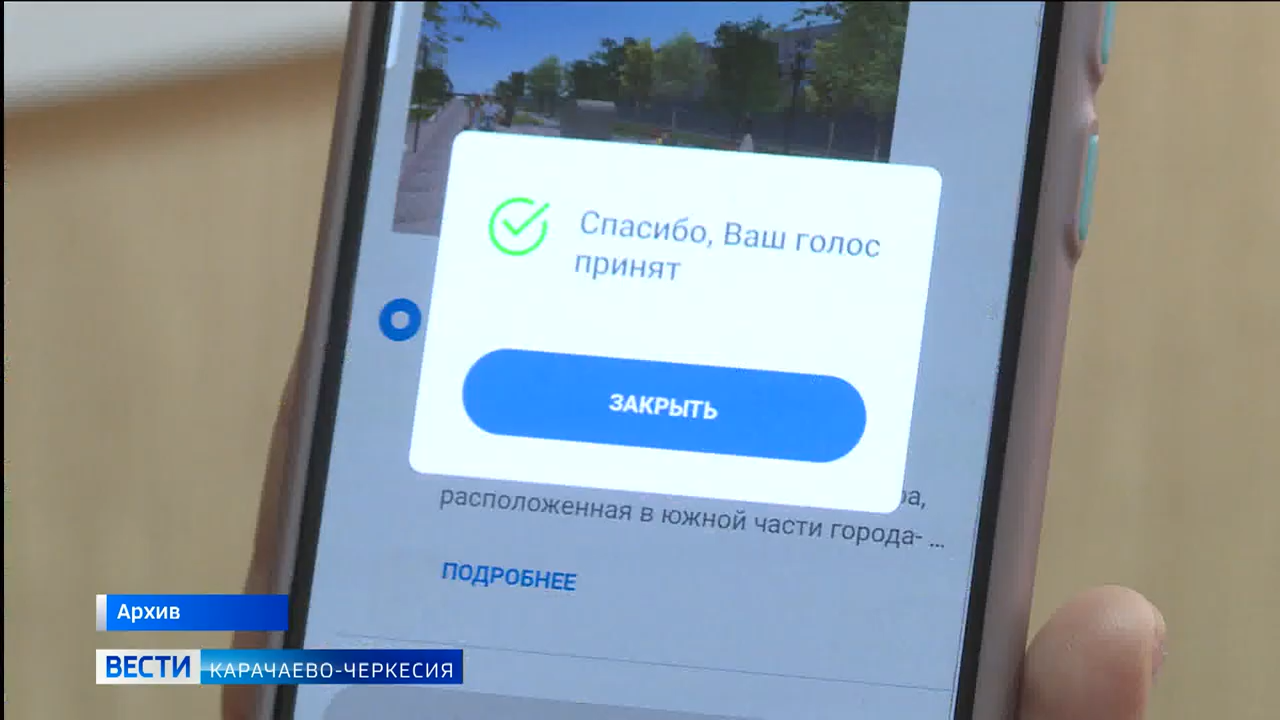 Спасибо, Ваш голос
принят
ЗАКРЫТЬ
расположенная в южной части города- ...
ПОДРОБНЕЕ
Архив
ВЕСТИ КАРАЧАЕВО-ЧЕРКЕСИЯ